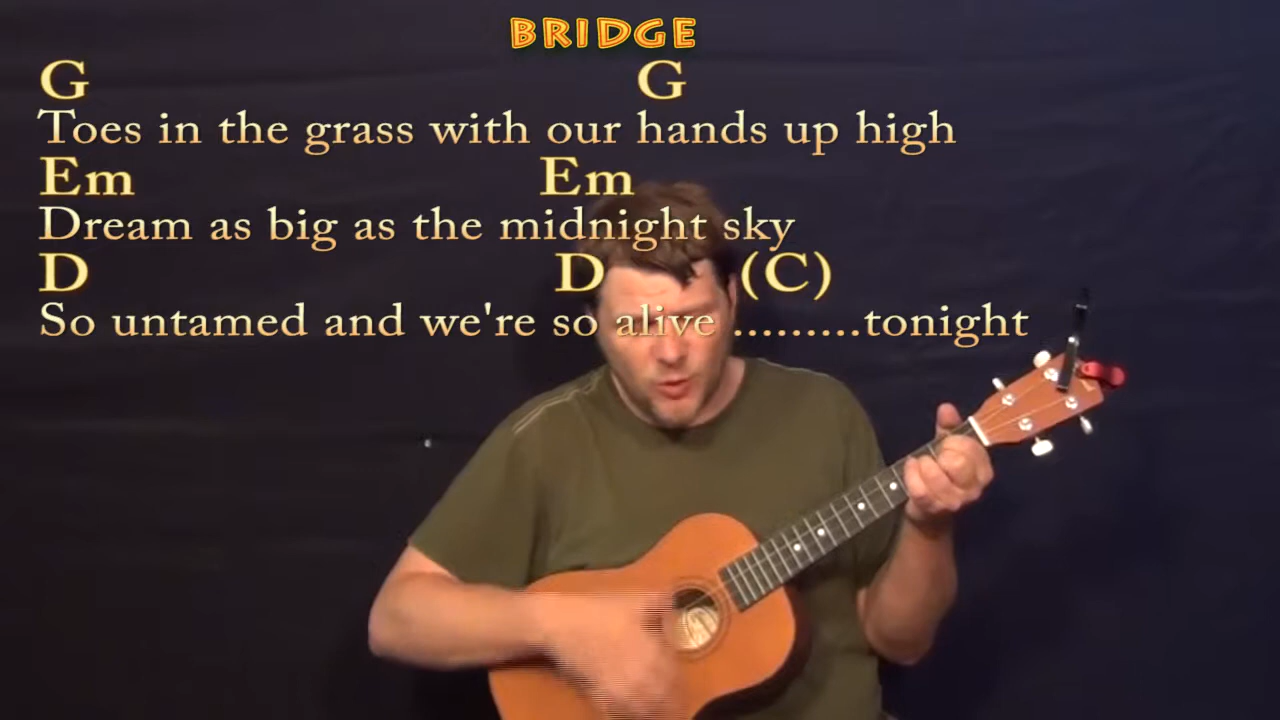 BRIDGE
G G
Toes in the grass with our hands up high
Em Em
Dream as big as the midnight sky
D D (C)
So untamed and we're so alive .........tonight